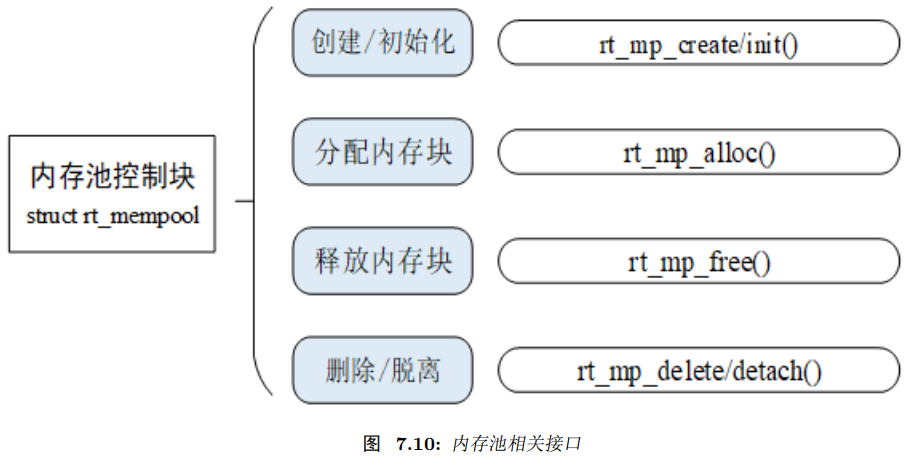 内存池控制块
struct rt_mempool
创建/初始化
rt_mp_create/init()
分配内存块
rt_mp_alloc()
释放内存块
rt_mp_free()
删除/脱离
rt_mp_delete/detach()
图 7.10: 内存池相关接口